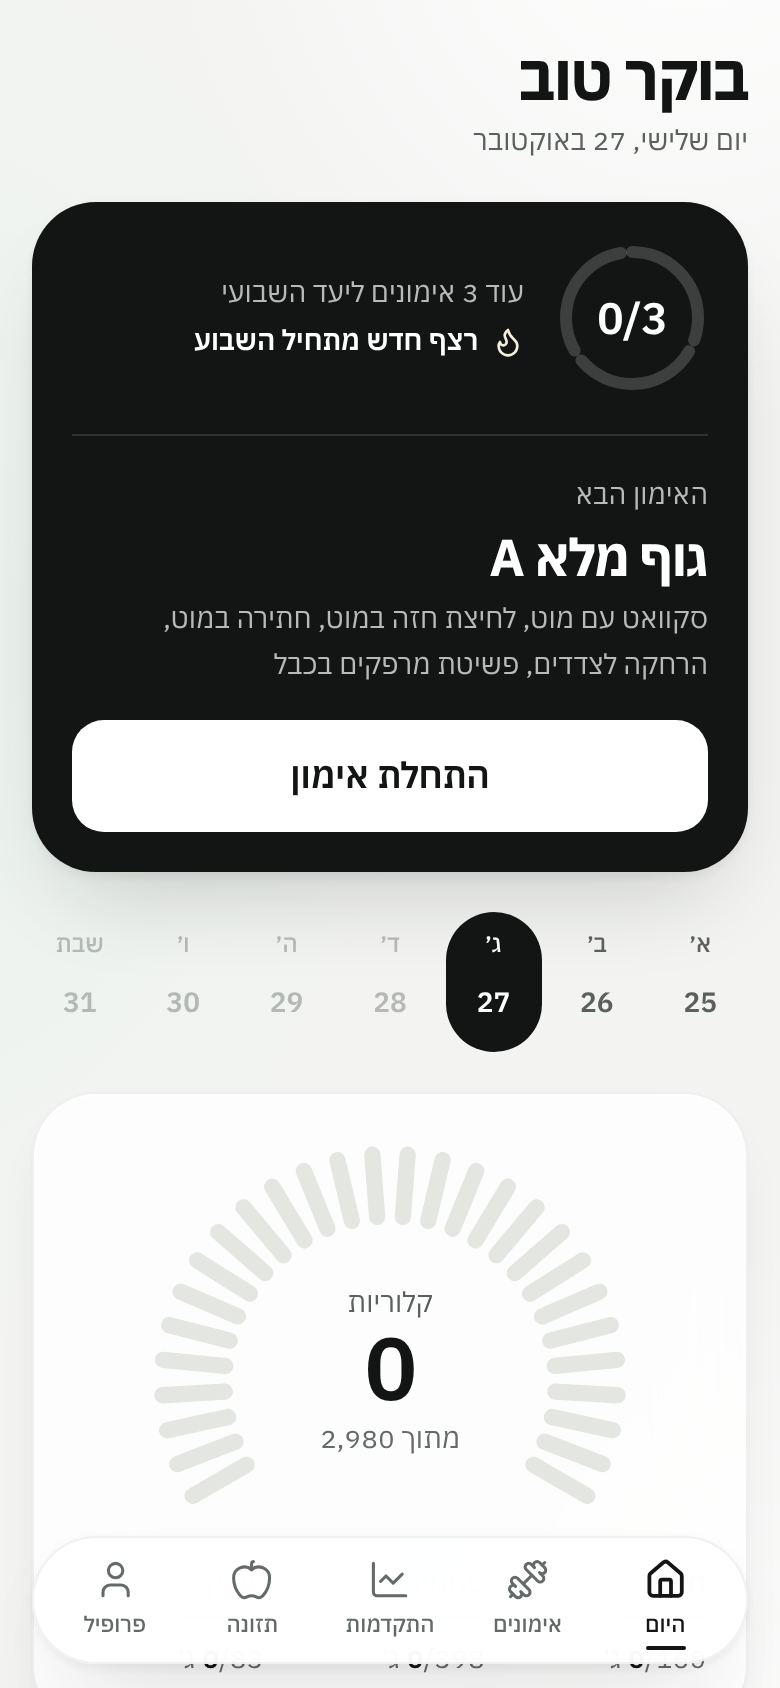 בוקר טוב
יום שלישי, 27 באוקטובר
0/3
עוד 3 אימונים ליעד השבועי
רצף חדש מתחיל השבוע
האימון הבא
גוף מלא A
סקוואט עם מוט, לחיצת חזה במוט, חתירה במוט,
הרחקה לצדדים, פשיטת מרפקים בכבל
התחלת אימון
א׳ ב׳ ג׳ ד׳ ה׳ ו׳ שבת
25 26 27 28 29 30 31
קלוריות
0
מתוך 2,980
היום אימונים התקדמות תזונה פרופיל